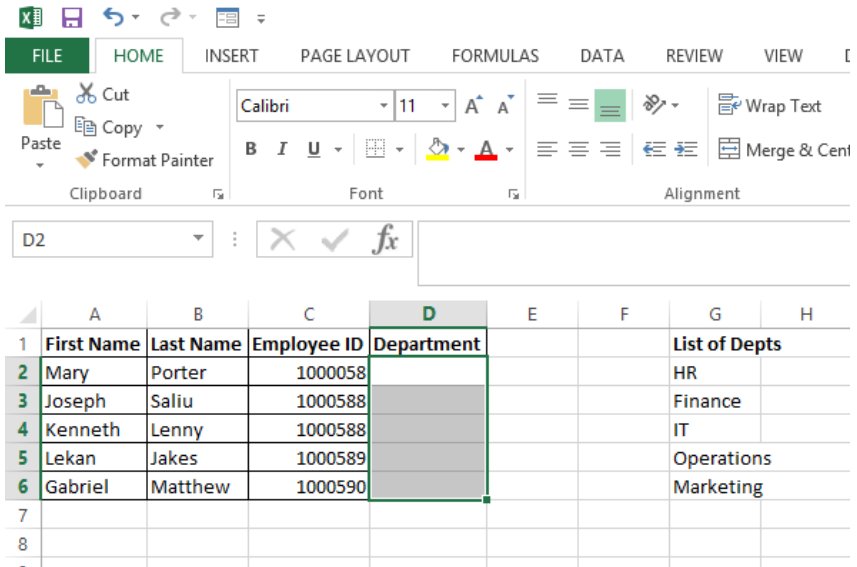 FILE HOME INSERT PAGE LAYOUT FORMULAS DATA REVIEW VIEW
Cut
Calibri 11 A A Wrap Text
Copy
Paste
B I U A Merge & Cent
Format Painter
Clipboard Font Alignment
D2 fx
A B C D E F G H
1 First Name Last Name Employee ID Department List of Depts
2 Mary Porter 1000058 HR
3 Joseph Saliu 1000588 Finance
4 Kenneth Lenny 1000588 IT
5 Lekan Jakes 1000589 Operations
6 Gabriel Matthew 1000590 Marketing
7
8